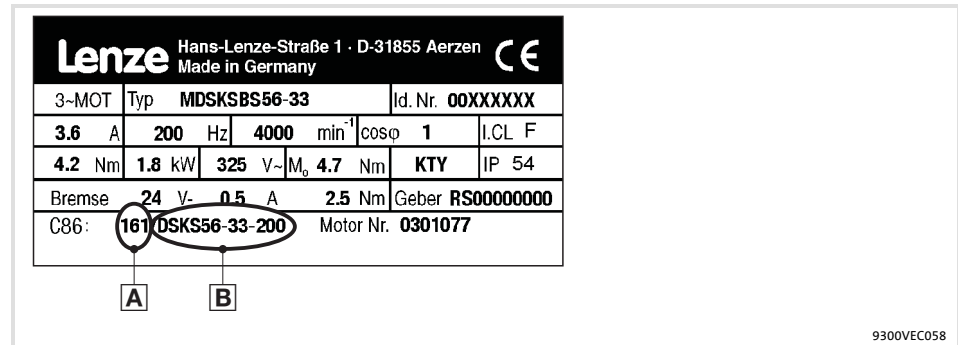 Lenze Hans-Lenze-Straße 1 · D-31855 Aerzen CE
Made in Germany
3~MOT Typ MDSKSBS56-33 Id. Nr. 00XXXXXX
3.6 A 200 Hz 4000 min⁻¹ cosφ 1 I.CL F
4.2 Nm 1.8 kW 325 V~ M₀ 4.7 Nm KTY IP 54
Bremse 24 V- 0.5 A 2.5 Nm Geber RS00000000
C86: 161 DSKS56-33-200 Motor Nr. 0301077
A B
9300VEC058